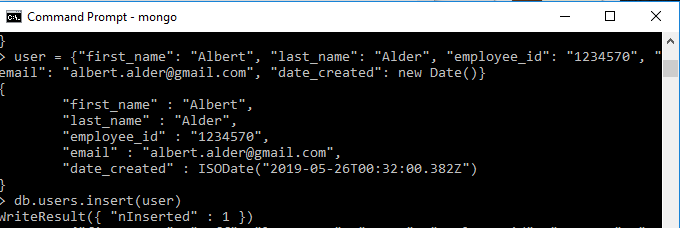 Command Prompt - mongo
}
> user = {"first_name": "Albert", "last_name": "Alder", "employee_id": "1234570", "
email": "albert.alder@gmail.com", "date_created": new Date()}
{
"first_name" : "Albert",
"last_name" : "Alder",
"employee_id" : "1234570",
"email" : "albert.alder@gmail.com",
"date_created" : ISODate("2019-05-26T00:32:00.382Z")
}
> db.users.insert(user)
WriteResult({ "nInserted" : 1 })